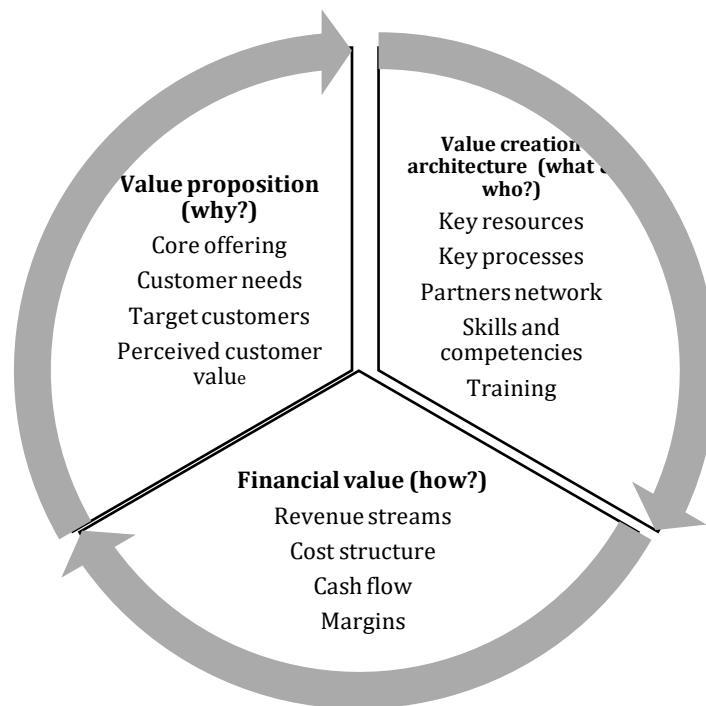 Value proposition
(why?)
Core offering
Customer needs
Target customers
Perceived customer
value
Value creation
architecture (what
who?)
Key resources
Key processes
Partners network
Skills and
competencies
Training
Financial value (how?)
Revenue streams
Cost structure
Cash flow
Margins